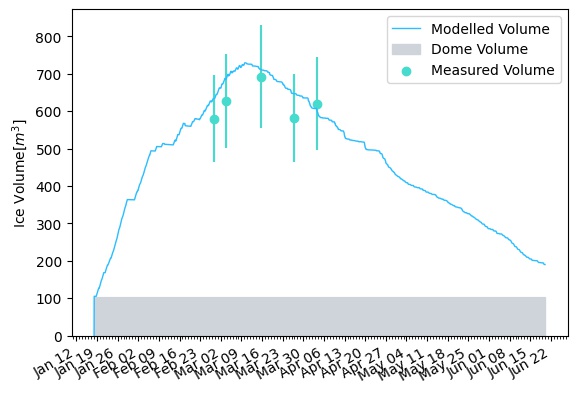 Modelled Volume
Dome Volume
Measured Volume
Ice Volume[m³]
800
700
600
500
400
300
200
100
0
Jan 12
Jan 19
Jan 26
Feb 02
Feb 09
Feb 16
Feb 23
Mar 02
Mar 09
Mar 16
Mar 23
Mar 30
Apr 06
Apr 13
Apr 20
Apr 27
May 04
May 11
May 18
May 25
Jun 01
Jun 08
Jun 15
Jun 22